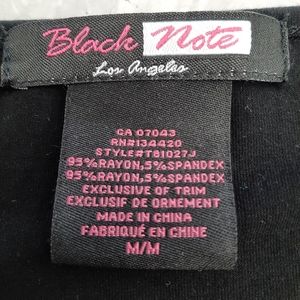 Black Note
Los Angeles
CA 07043
RN#134420
STYLE#T81027J
95%RAYON,5%SPANDEX
95%RAYON,5%SPANDEX
EXCLUSIVE OF TRIM
EXCLUSIF DE ORNEMENT
MADE IN CHINA
FABRIQUÉ EN CHINE
M/M